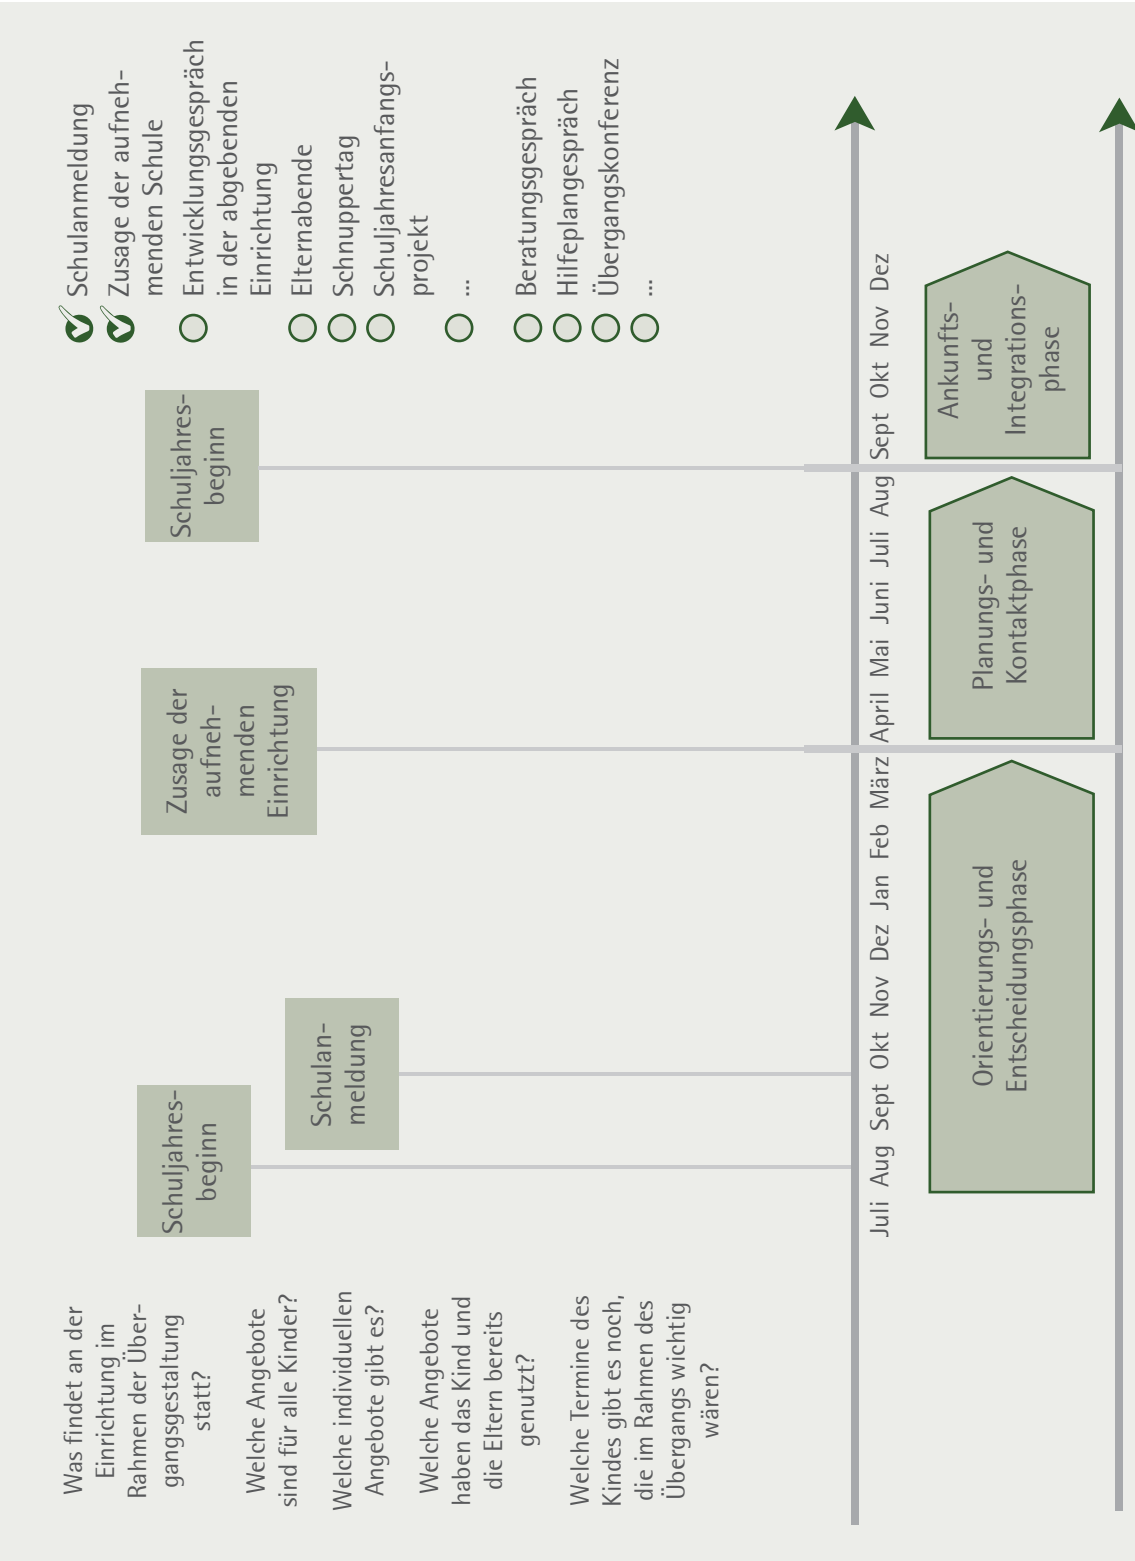 Was findet an der
Einrichtung im
Rahmen der Über-
gangsgestaltung
statt?
Welche Angebote
sind für alle Kinder?
Welche individuellen
Angebote gibt es?
Welche Angebote
haben das Kind und
die Eltern bereits
genutzt?
Welche Termine des
Kindes gibt es noch,
die im Rahmen des
Übergangs wichtig
wären?
Schuljahres-
beginn
Schulan-
meldung
Zusage der
aufneh-
menden
Einrichtung
Schuljahres-
beginn
Schulanmeldung
Zusage der aufneh-
menden Schule
Entwicklungsgespräch
in der abgebenden
Einrichtung
Elternabende
Schnuppertag
Schuljahresanfangs-
projekt
...
Beratungsgespräch
Hilfeplangespräch
Übergangskonferenz
...
Juli Aug Sept Okt Nov Dez Jan Feb März April Mai Juni Juli Aug Sept Okt Nov Dez
Orientierungs- und
Entscheidungsphase
Planungs- und
Kontaktphase
Ankunfts-
und
Integrations-
phase